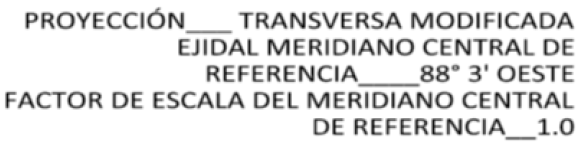 PROYECCIÓN___ TRANSVERSA MODIFICADA
EJIDAL MERIDIANO CENTRAL DE
REFERENCIA____88° 3' OESTE
FACTOR DE ESCALA DEL MERIDIANO CENTRAL
DE REFERENCIA__1.0